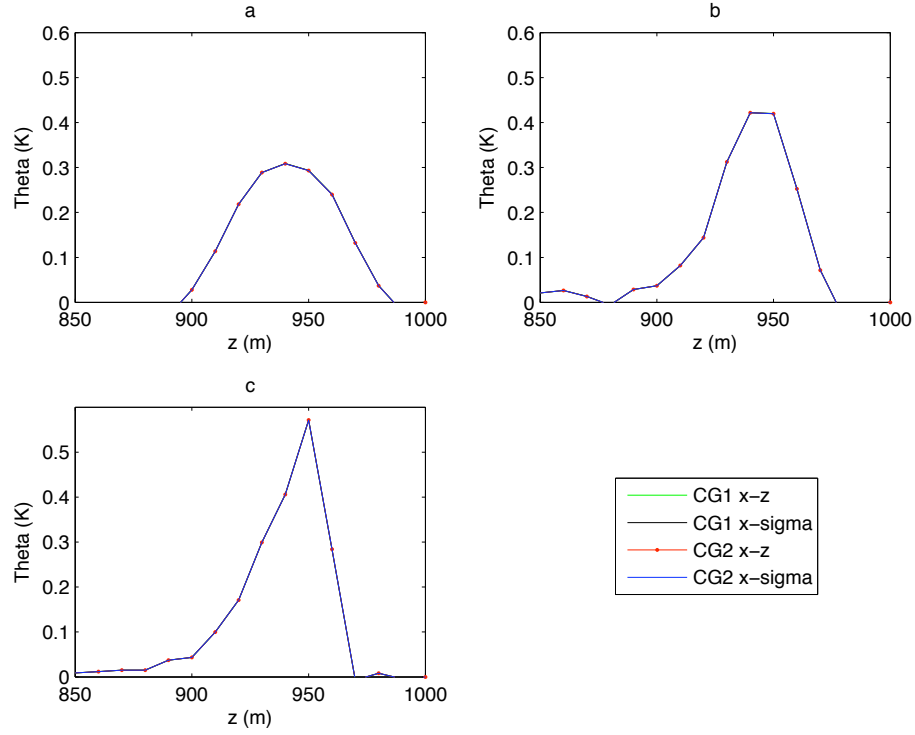 a
0.6
0.5
0.4
0.3
0.2
0.1
0
Theta (K)
850
900
950
1000
z (m)
b
0.6
0.5
0.4
0.3
0.2
0.1
0
Theta (K)
850
900
950
1000
z (m)
c
0.5
0.4
0.3
0.2
0.1
0
Theta (K)
850
900
950
1000
z (m)
CG1 x-z
CG1 x-sigma
CG2 x-z
CG2 x-sigma